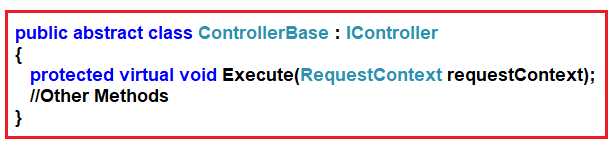 public abstract class ControllerBase : IController
{
protected virtual void Execute(RequestContext requestContext);
//Other Methods
}